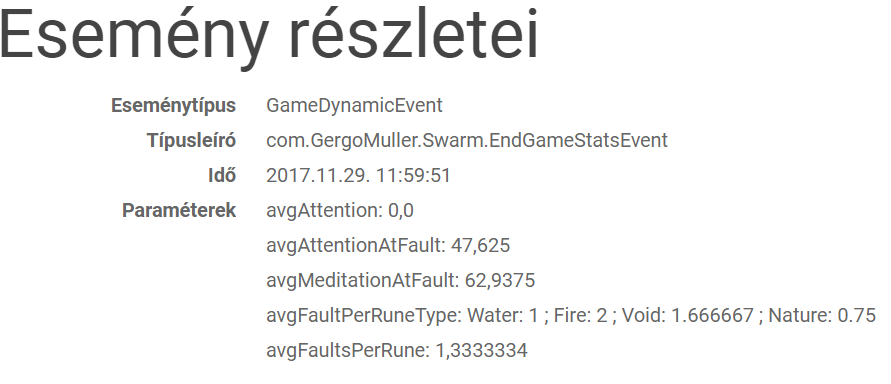 Esemény részletei
Eseménytípus GameDynamicEvent
Típusleíró com.GergoMuller.Swarm.EndGameStatsEvent
Idő 2017.11.29. 11:59:51
Paraméterek avgAttention: 0,0
avgAttentionAtFault: 47,625
avgMeditationAtFault: 62,9375
avgFaultPerRuneType: Water: 1 ; Fire: 2 ; Void: 1.666667 ; Nature: 0.75
avgFaultsPerRune: 1,3333334